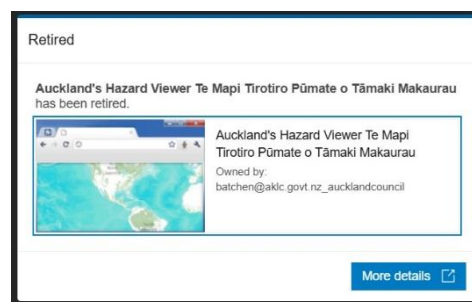 Retired
Auckland's Hazard Viewer Te Mapi Tirotiro Pūmate o Tāmaki Makaurau
has been retired.
Auckland's Hazard Viewer Te Mapi
Tirotiro Pūmate o Tāmaki Makaurau
Owned by:
batchen@aklc.govt.nz_aucklandcouncil
More details